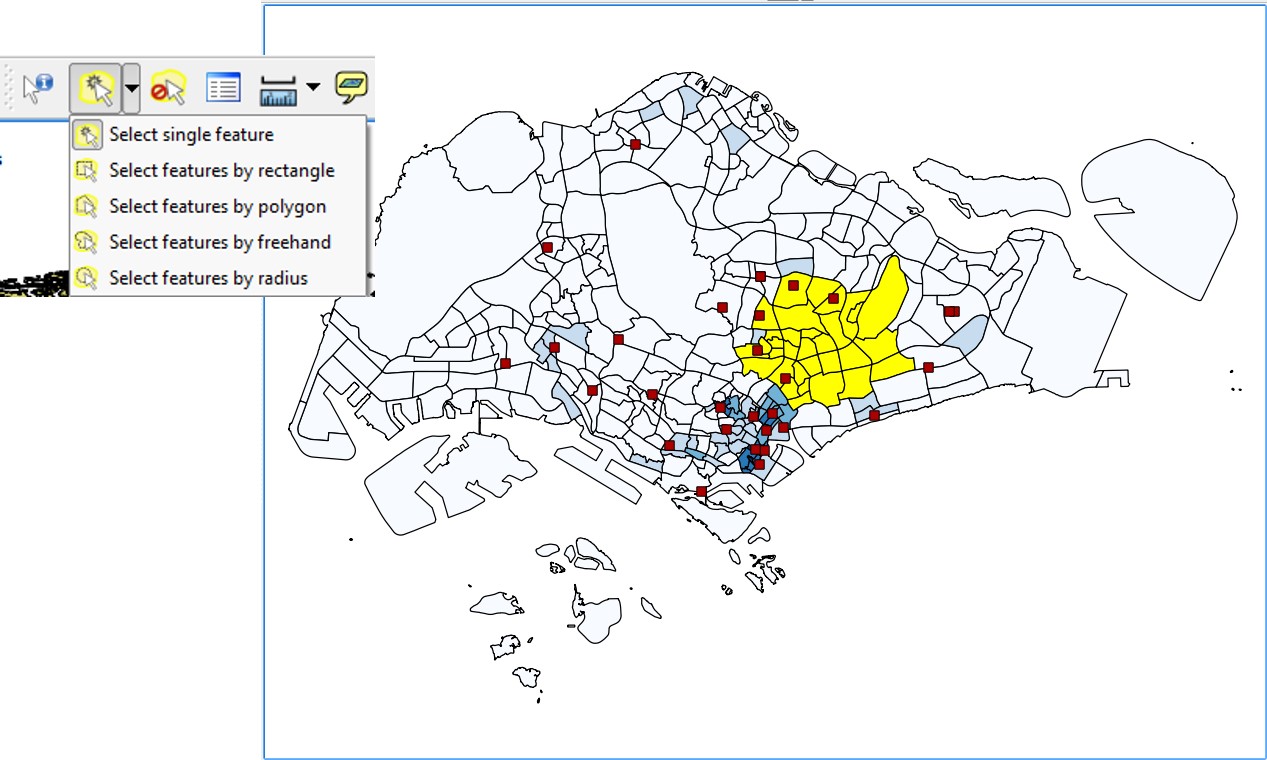 Select single feature
Select features by rectangle
Select features by polygon
Select features by freehand
Select features by radius